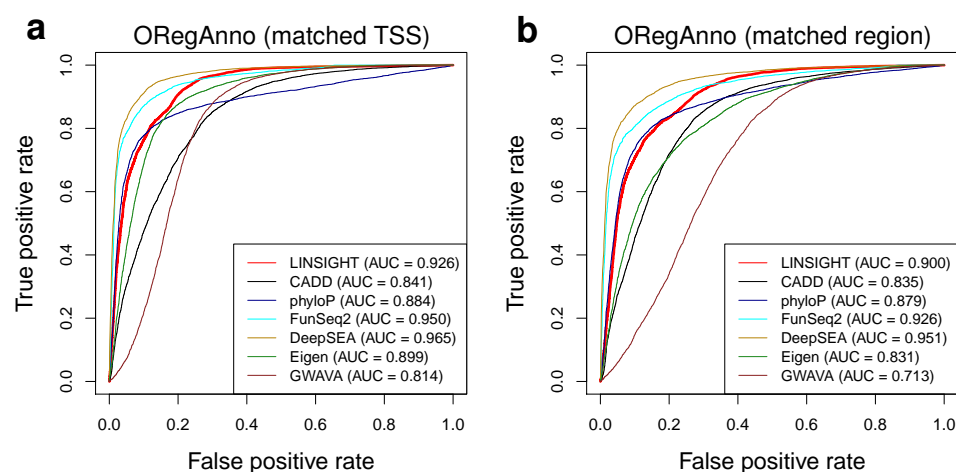 a
ORegAnno (matched TSS)
True positive rate
1.0
0.8
0.6
0.4
0.2
0.0
LINSIGHT (AUC = 0.926)
CADD (AUC = 0.841)
phyloP (AUC = 0.884)
FunSeq2 (AUC = 0.950)
DeepSEA (AUC = 0.965)
Eigen (AUC = 0.899)
GWAVA (AUC = 0.814)
0.0 0.2 0.4 0.6 0.8 1.0
False positive rate
b
ORegAnno (matched region)
True positive rate
1.0
0.8
0.6
0.4
0.2
0.0
LINSIGHT (AUC = 0.900)
CADD (AUC = 0.835)
phyloP (AUC = 0.879)
FunSeq2 (AUC = 0.926)
DeepSEA (AUC = 0.951)
Eigen (AUC = 0.831)
GWAVA (AUC = 0.713)
0.0 0.2 0.4 0.6 0.8 1.0
False positive rate